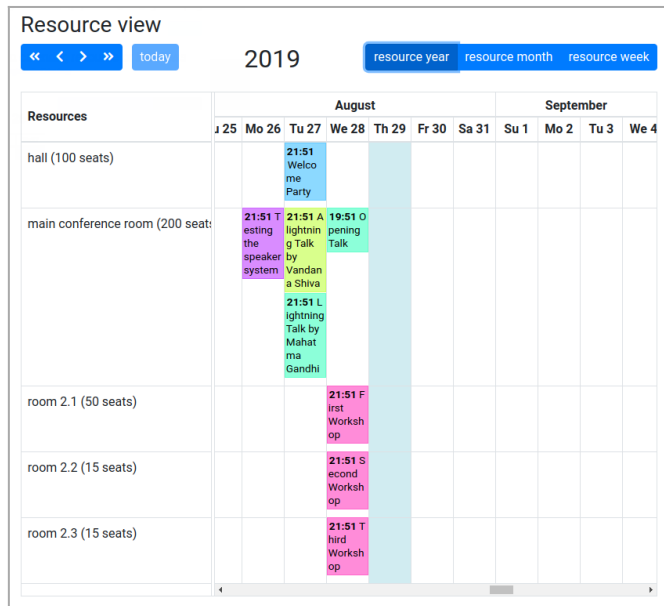 Resource view
today
2019
resource year resource month resource week
Resources
August September
25 Mo 26 Tu 27 We 28 Th 29 Fr 30 Sa 31 Su 1 Mo 2 Tu 3 We 4
hall (100 seats)
21:51
Welco
me
Party
main conference room (200 seats
21:51 T
esting
the
speaker
system
21:51 A
lightnin
g Talk
by
Vandan
a Shiva
19:51 O
pening
Talk
21:51 L
ightning
Talk by
Mahat
ma
Gandhi
room 2.1 (50 seats)
21:51 F
irst
Worksh
op
room 2.2 (15 seats)
21:51 S
econd
Worksh
op
room 2.3 (15 seats)
21:51 T
hird
Worksh
op